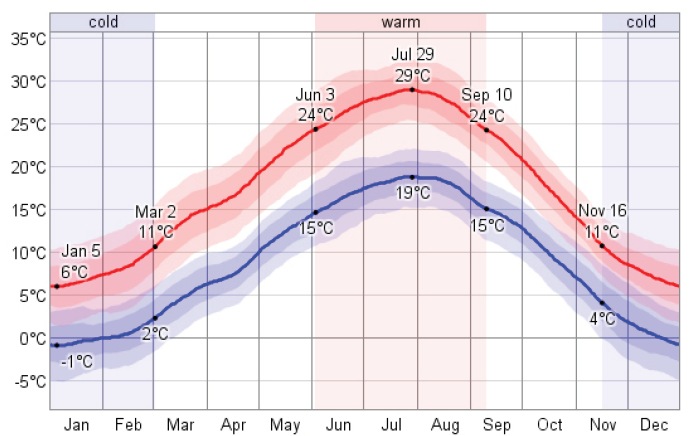 cold warm cold
35°C
30°C
25°C
20°C
15°C
10°C
5°C
0°C
-5°C
Jan 5
6°C
-1°C
Mar 2
11°C
2°C
Jun 3
24°C
15°C
Jul 29
29°C
19°C
Sep 10
24°C
15°C
Nov 16
11°C
4°C
Jan Feb Mar Apr May Jun Jul Aug Sep Oct Nov Dec